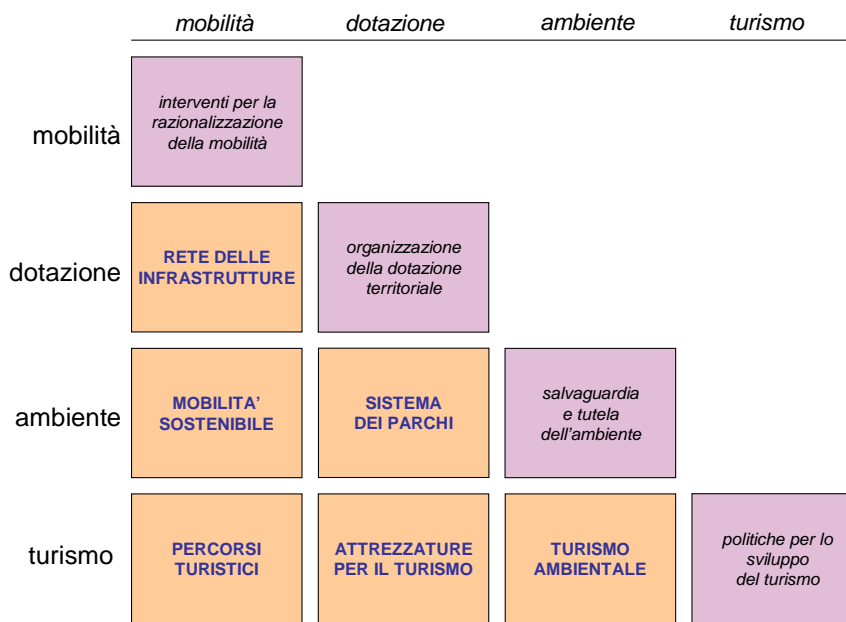 mobilità dotazione ambiente turismo
mobilità
interventi per la
razionalizzazione
della mobilità
dotazione
RETE DELLE
INFRASTRUTTURE
organizzazione
della dotazione
territoriale
ambiente
MOBILITA’
SOSTENIBILE
SISTEMA
DEI PARCHI
salvaguardia
e tutela
dell’ambiente
turismo
PERCORSI
TURISTICI
ATTREZZATURE
PER IL TURISMO
TURISMO
AMBIENTALE
politiche per lo
sviluppo
del turismo